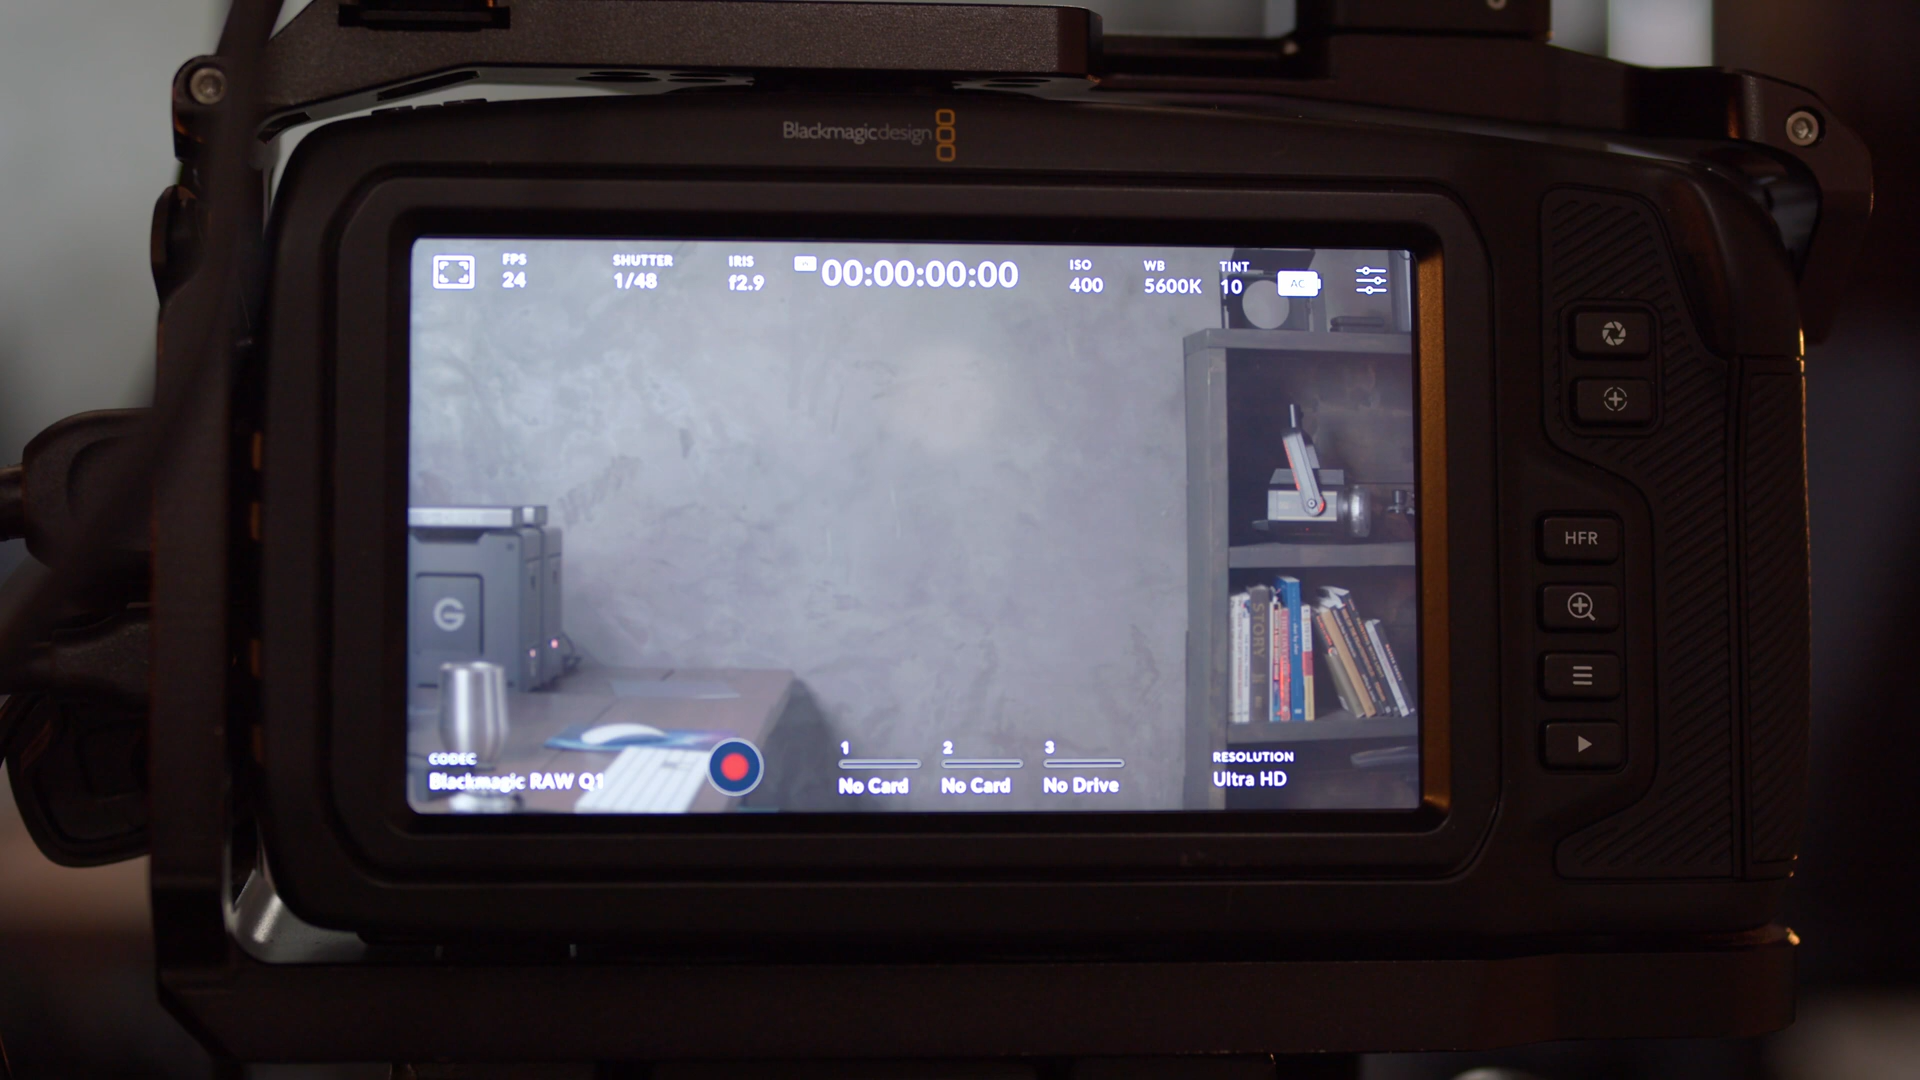 Blackmagicdesign
FPS
24
SHUTTER
1/48
IRIS
f2.9
00:00:00:00
ISO
400
WB
5600K
TINT
10
AC
HFR
G
STORY
CODEC
Blackmagic RAW Q1
1
No Card
2
No Card
3
No Drive
RESOLUTION
Ultra HD